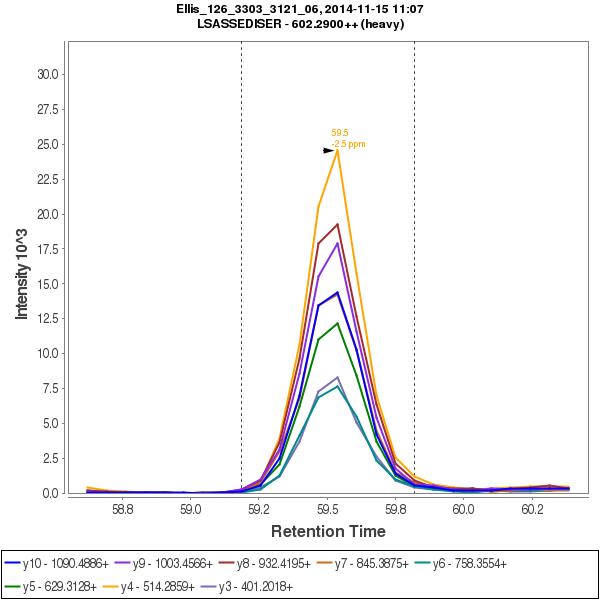 Ellis_126_3303_3121_06, 2014-11-15 11:07
LSASSEDISER - 602.2900++ (heavy)
30.0
27.5
25.0
22.5
20.0
17.5
15.0
12.5
10.0
7.5
5.0
2.5
0.0
Intensity 10^3
59.5
-2.5 ppm
58.8 59.0 59.2 59.5 59.8 60.0 60.2
Retention Time
y10 - 1090.4886+ y9 - 1003.4566+ y8 - 932.4195+ y7 - 845.3875+ y6 - 758.3554+
y5 - 629.3128+ y4 - 514.2859+ y3 - 401.2018+